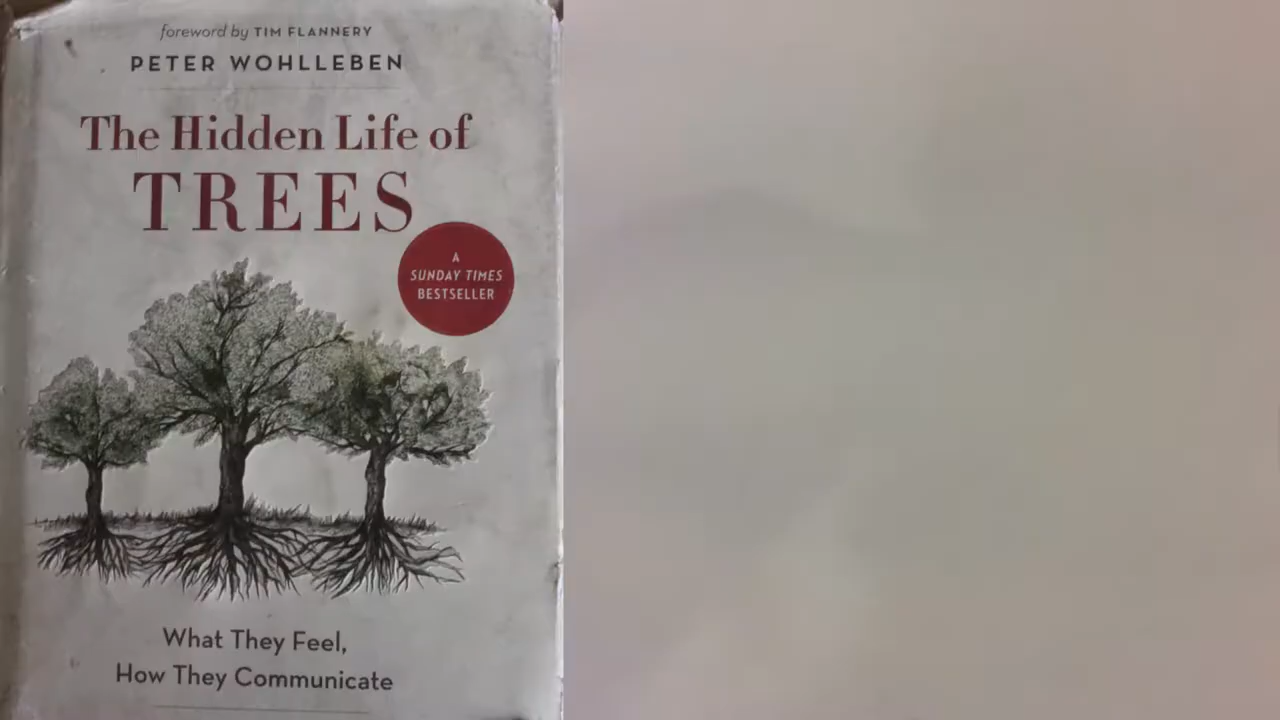 foreword by TIM FLANNERY
PETER WOHLLEBEN
The Hidden Life of
TREES
A
SUNDAY TIMES
BESTSELLER
What They Feel,
How They Communicate